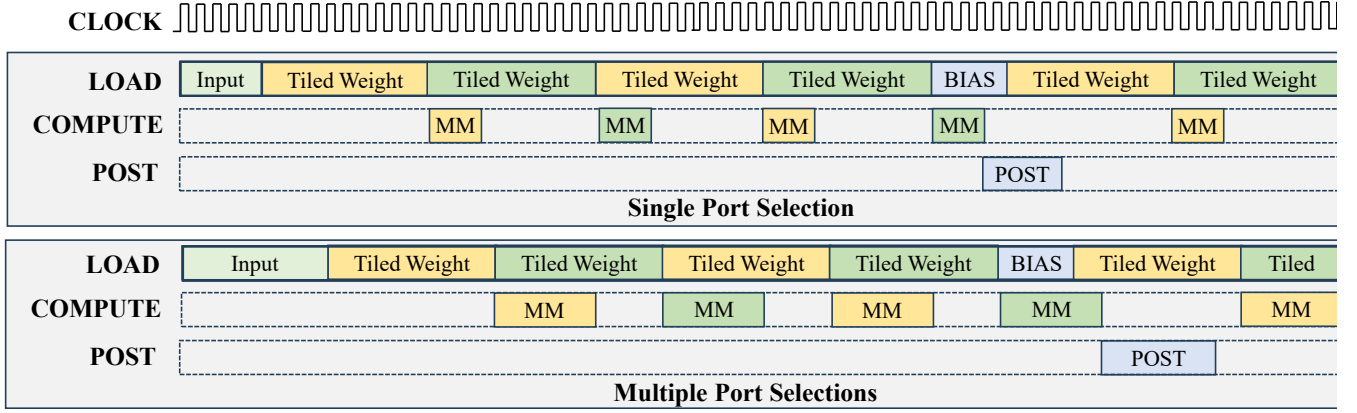 CLOCK
LOAD Input Tiled Weight Tiled Weight Tiled Weight Tiled Weight BIAS Tiled Weight Tiled Weight
COMPUTE MM MM MM MM MM
POST POST
Single Port Selection
LOAD Input Tiled Weight Tiled Weight Tiled Weight Tiled Weight BIAS Tiled Weight Tiled
COMPUTE MM MM MM MM MM
POST POST
Multiple Port Selections